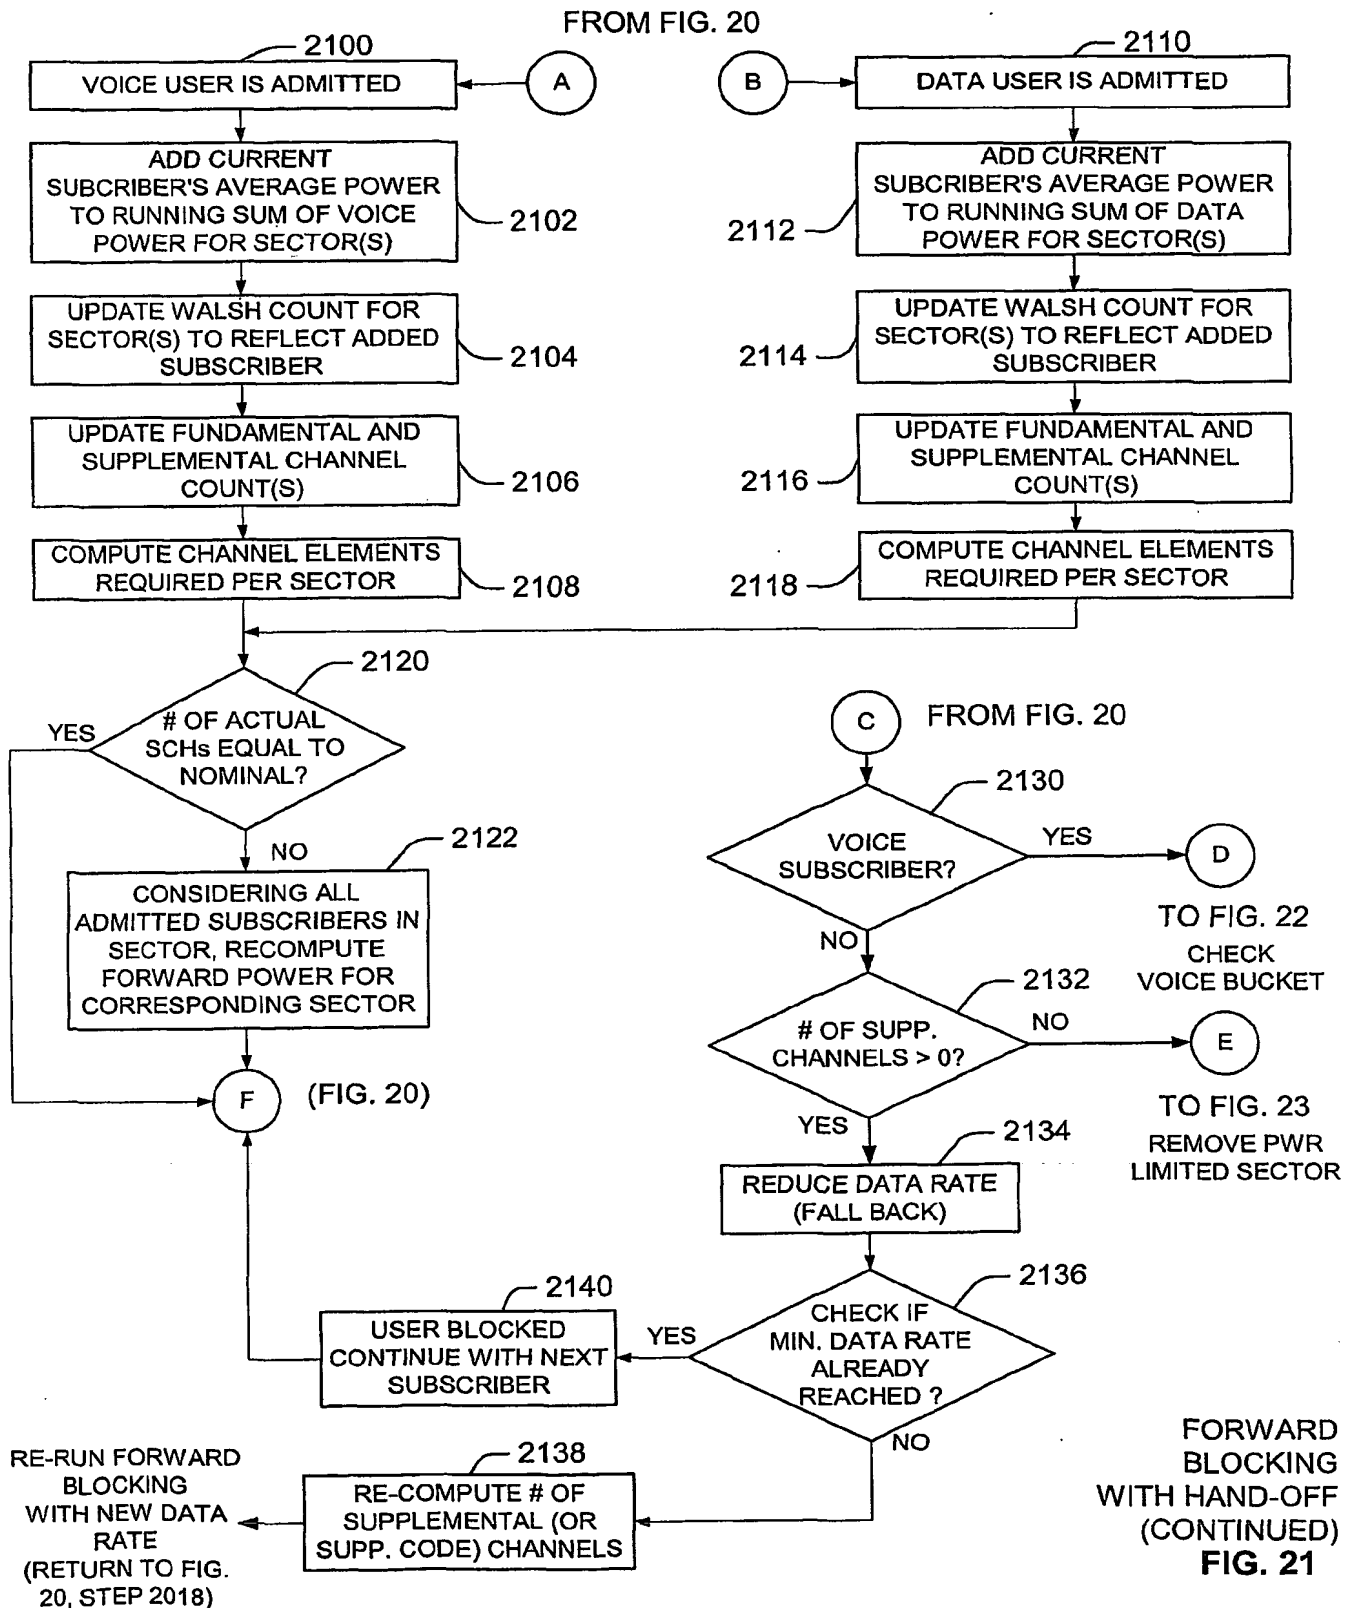 FROM FIG. 20
2100
VOICE USER IS ADMITTED
A
B
2110
DATA USER IS ADMITTED
ADD CURRENT
SUBCRIBER'S AVERAGE POWER
TO RUNNING SUM OF VOICE
POWER FOR SECTOR(S)
2102
ADD CURRENT
SUBCRIBER'S AVERAGE POWER
TO RUNNING SUM OF DATA
POWER FOR SECTOR(S)
2112
UPDATE WALSH COUNT FOR
SECTOR(S) TO REFLECT ADDED
SUBSCRIBER
2104
UPDATE WALSH COUNT FOR
SECTOR(S) TO REFLECT ADDED
SUBSCRIBER
2114
UPDATE FUNDAMENTAL AND
SUPPLEMENTAL CHANNEL
COUNT(S)
2106
UPDATE FUNDAMENTAL AND
SUPPLEMENTAL CHANNEL
COUNT(S)
2116
COMPUTE CHANNEL ELEMENTS
REQUIRED PER SECTOR
2108
COMPUTE CHANNEL ELEMENTS
REQUIRED PER SECTOR
2118
2120
# OF ACTUAL
SCHs EQUAL TO
NOMINAL?
YES
NO
2122
CONSIDERING ALL
ADMITTED SUBSCRIBERS IN
SECTOR, RECOMPUTE
FORWARD POWER FOR
CORRESPONDING SECTOR
F
(FIG. 20)
C
FROM FIG. 20
2130
VOICE
SUBSCRIBER?
YES
D
TO FIG. 22
CHECK
VOICE BUCKET
NO
2132
# OF SUPP.
CHANNELS > 0?
NO
E
TO FIG. 23
REMOVE PWR
LIMITED SECTOR
YES
2134
REDUCE DATA RATE
(FALL BACK)
2136
CHECK IF
MIN. DATA RATE
ALREADY
REACHED ?
YES
2140
USER BLOCKED
CONTINUE WITH NEXT
SUBSCRIBER
NO
2138
RE-COMPUTE # OF
SUPPLEMENTAL (OR
SUPP. CODE) CHANNELS
RE-RUN FORWARD
BLOCKING
WITH NEW DATA
RATE
(RETURN TO FIG.
20, STEP 2018)
FORWARD
BLOCKING
WITH HAND-OFF
(CONTINUED)
FIG. 21